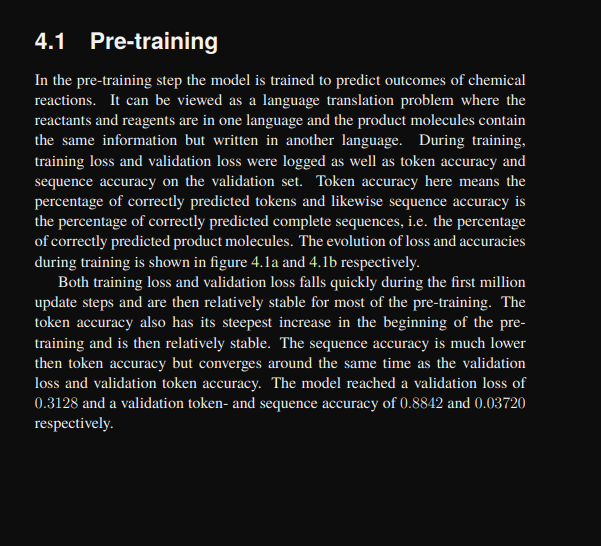 4.1 Pre-training
In the pre-training step the model is trained to predict outcomes of chemical
reactions. It can be viewed as a language translation problem where the
reactants and reagents are in one language and the product molecules contain
the same information but written in another language. During training,
training loss and validation loss were logged as well as token accuracy and
sequence accuracy on the validation set. Token accuracy here means the
percentage of correctly predicted tokens and likewise sequence accuracy is
the percentage of correctly predicted complete sequences, i.e. the percentage
of correctly predicted product molecules. The evolution of loss and accuracies
during training is shown in figure 4.1a and 4.1b respectively.
Both training loss and validation loss falls quickly during the first million
update steps and are then relatively stable for most of the pre-training. The
token accuracy also has its steepest increase in the beginning of the pre-
training and is then relatively stable. The sequence accuracy is much lower
then token accuracy but converges around the same time as the validation
loss and validation token accuracy. The model reached a validation loss of
0.3128 and a validation token- and sequence accuracy of 0.8842 and 0.03720
respectively.